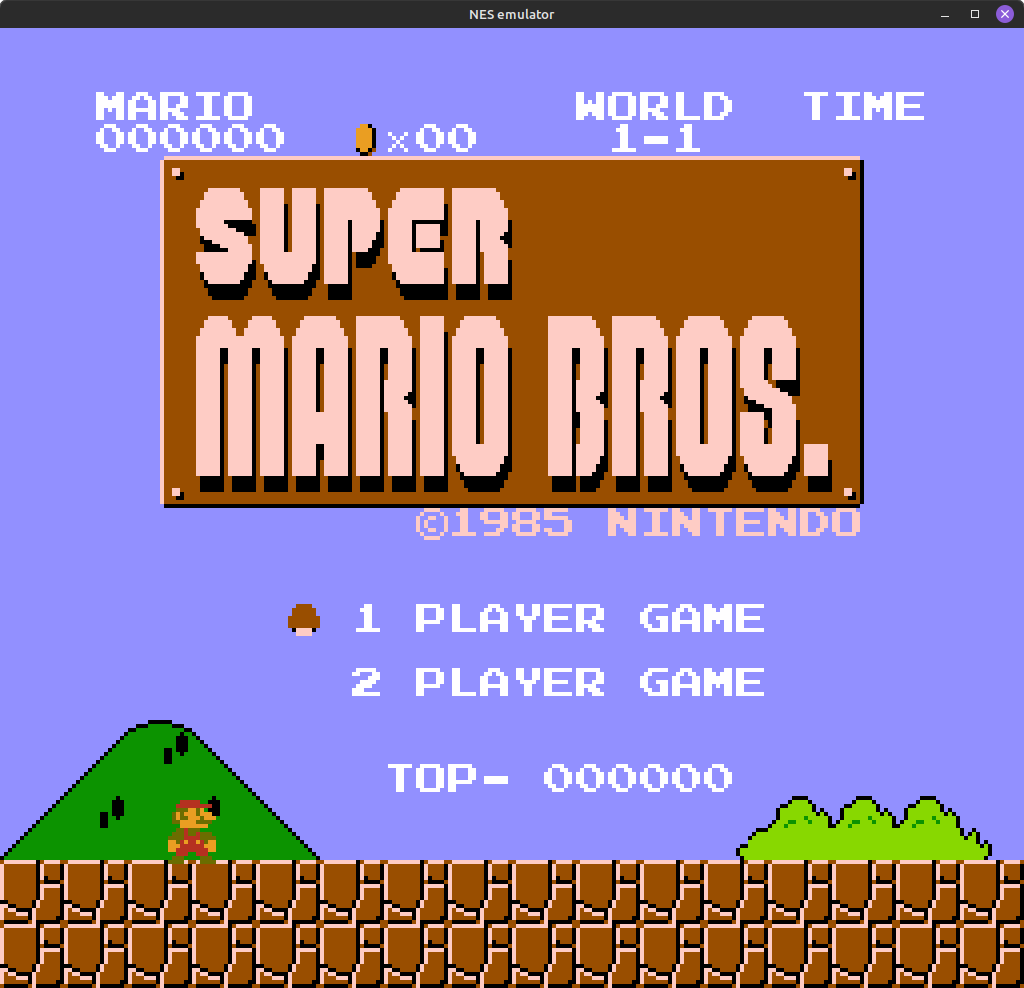 NES emulator
MARIO WORLD TIME
000000 x00 1-1
SUPER
MARIO BROS.
©1985 NINTENDO
1 PLAYER GAME
2 PLAYER GAME
TOP- 000000